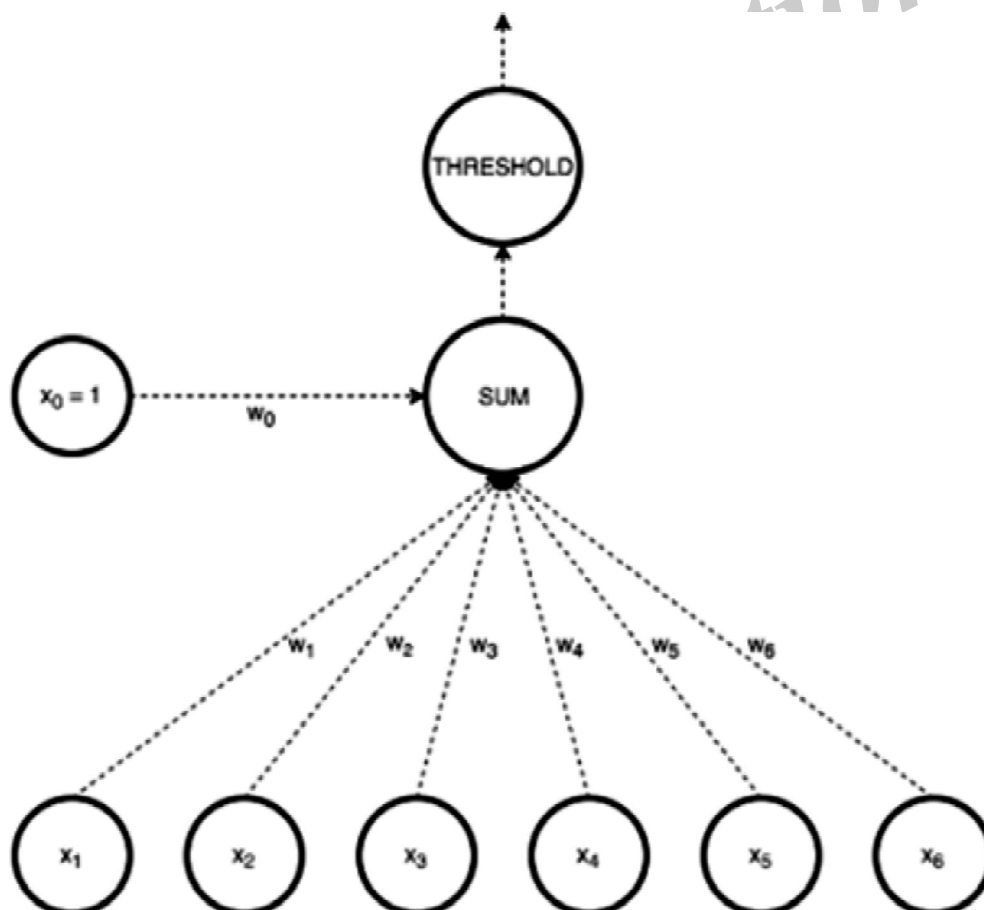 THRESHOLD
x₀ = 1
SUM
w₀
w₁ w₂ w₃ w₄ w₅ w₆
x₁ x₂ x₃ x₄ x₅ x₆